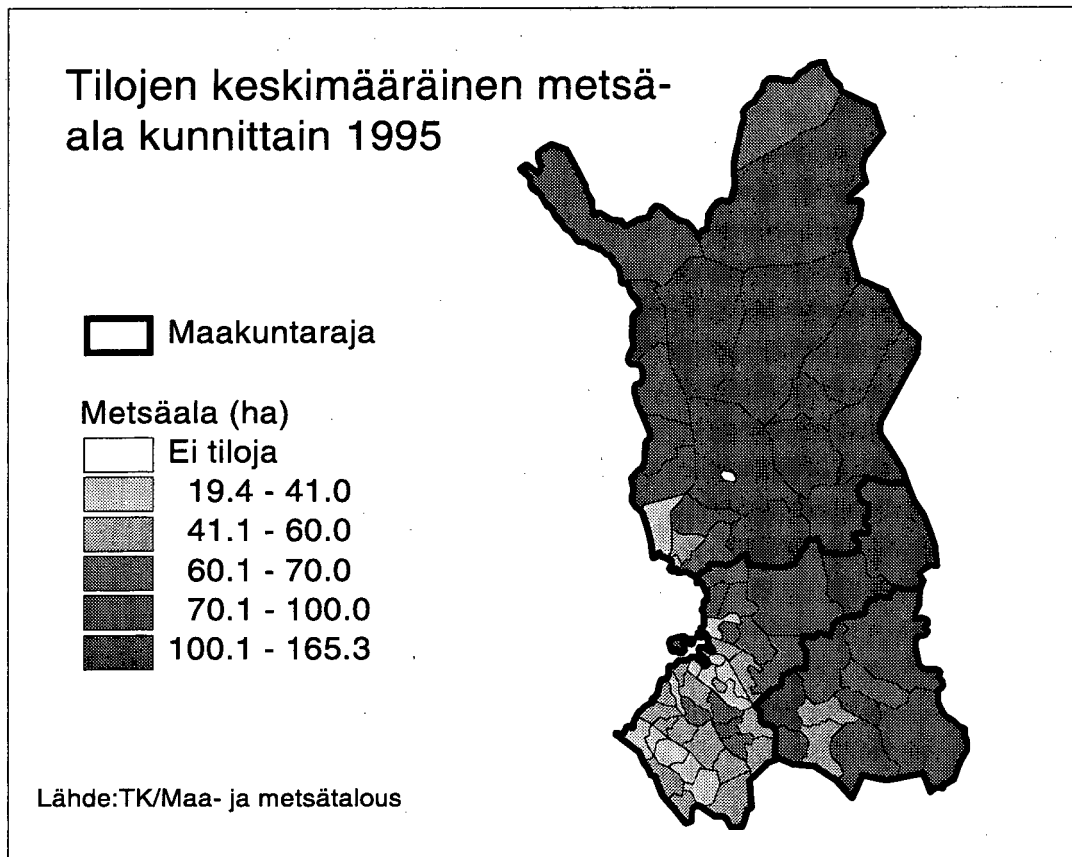 Tilojen keskimääräinen metsä-
ala kunnittain 1995
Maakuntaraja
Metsäala (ha)
Ei tiloja
19.4 - 41.0
41.1 - 60.0
60.1 - 70.0
70.1 - 100.0
100.1 - 165.3
Lähde:TK/Maa- ja metsätalous